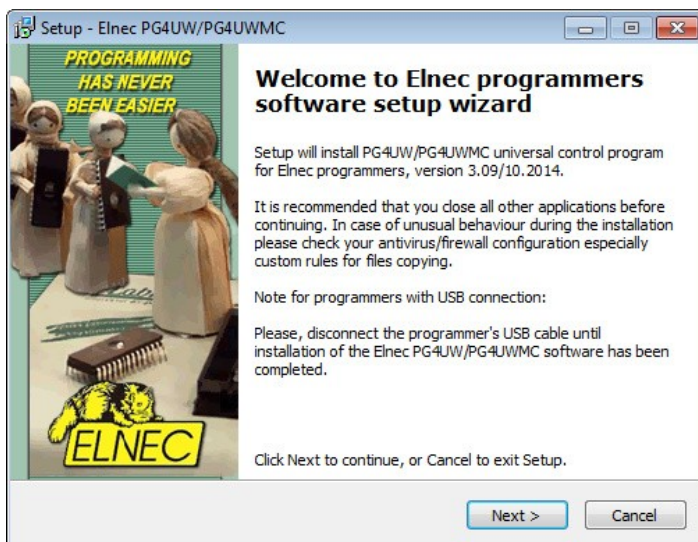 Setup - Elnec PG4UW/PG4UWMC
PROGRAMMING
HAS NEVER
BEEN EASIER
Welcome to Elnec programmers
software setup wizard
Setup will install PG4UW/PG4UWMC universal control program
for Elnec programmers, version 3.09/10.2014.
It is recommended that you close all other applications before
continuing. In case of unusual behaviour during the installation
please check your antivirus/firewall configuration especially
custom rules for files copying.
Note for programmers with USB connection:
Please, disconnect the programmer's USB cable until
installation of the Elnec PG4UW/PG4UWMC software has been
completed.
ELNEC
Click Next to continue, or Cancel to exit Setup.
Next >
Cancel